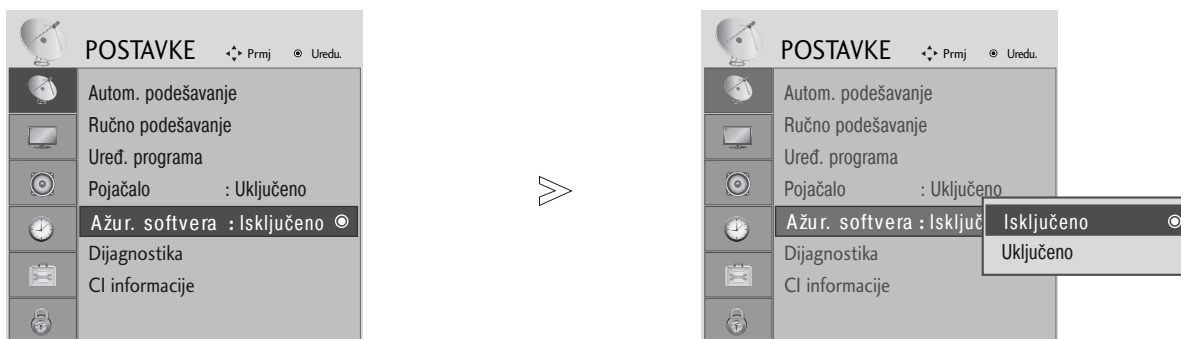 POSTAVKE Prmj Uredu.
Autom. podešavanje
Ručno podešavanje
Uređ. programa
Pojačalo : Uključeno
Ažur. softvera : Isključeno
Dijagnostika
CI informacije
POSTAVKE Prmj Uredu.
Autom. podešavanje
Ručno podešavanje
Uređ. programa
Pojačalo : Uključeno
Ažur. softvera : Isključ
Isključeno
Uključeno
Dijagnostika
CI informacije